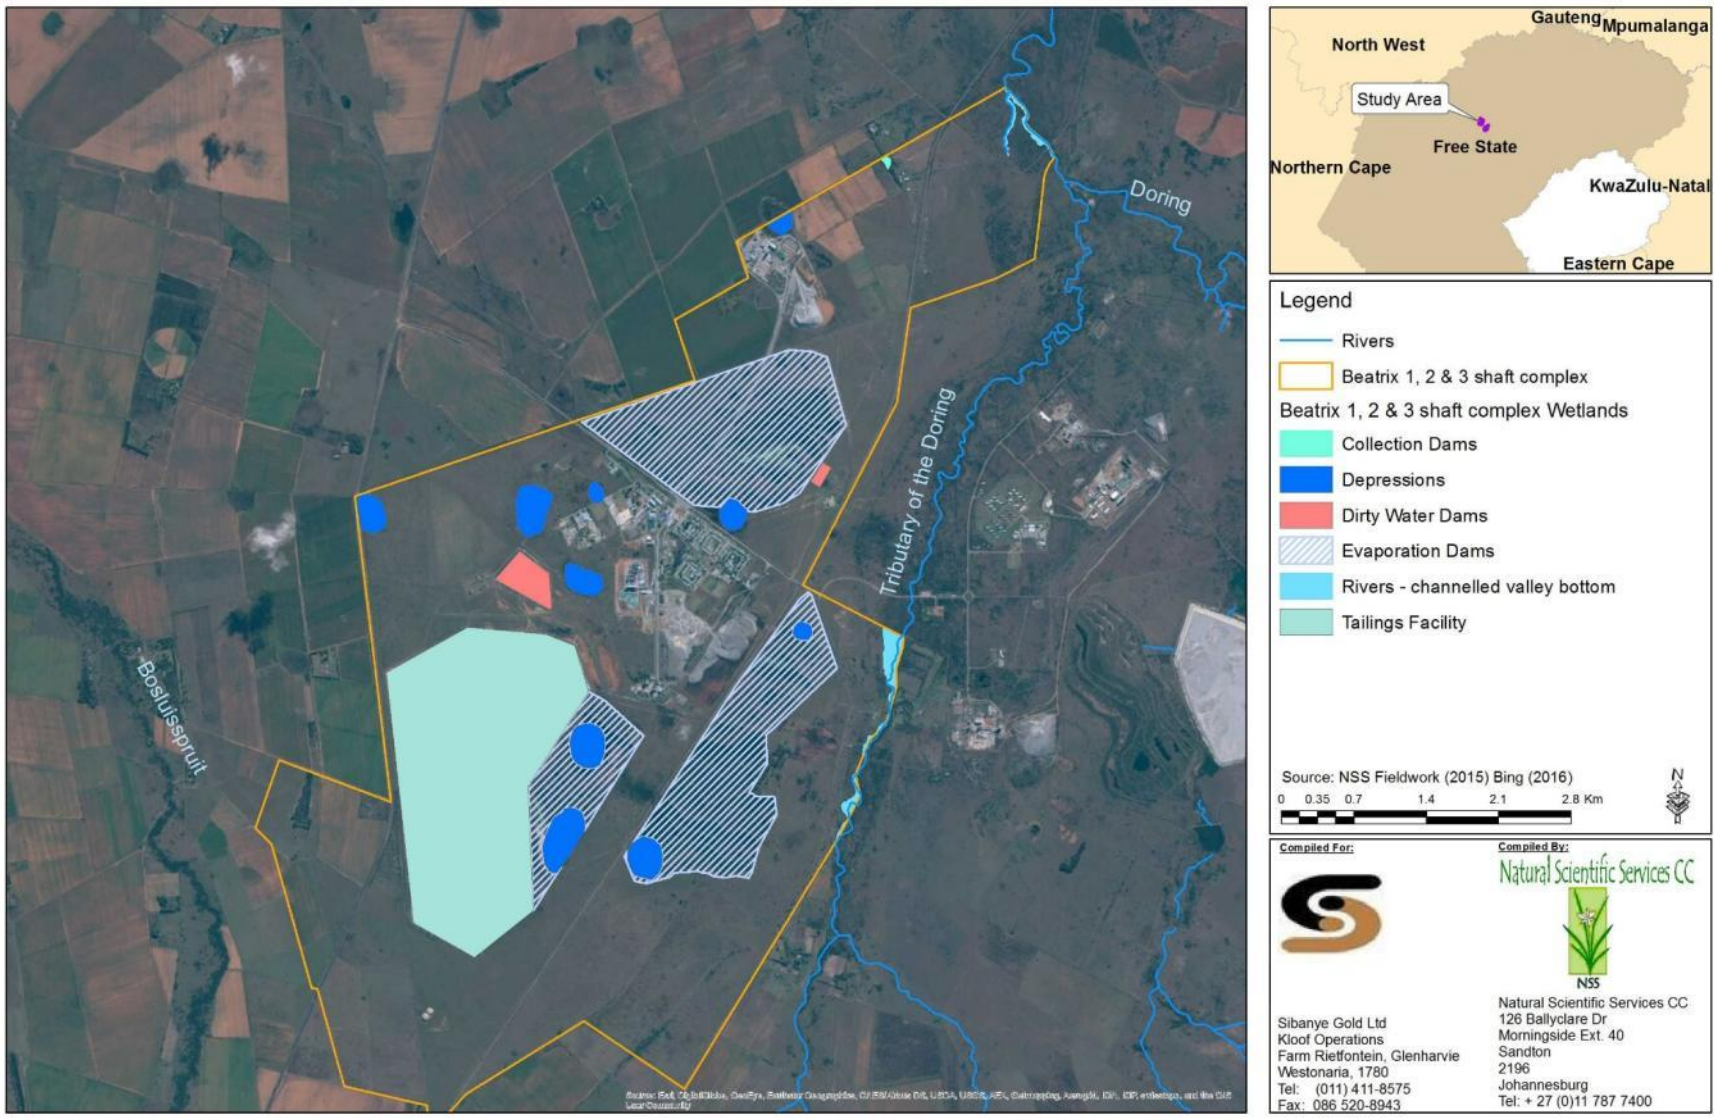 Doring
Tributary of the Doring
Bosluisspruit
Gauteng
Mpumalanga
North West
Study Area
Free State
Northern Cape
KwaZulu-Natal
Eastern Cape
Legend
Rivers
Beatrix 1, 2 & 3 shaft complex
Beatrix 1, 2 & 3 shaft complex Wetlands
Collection Dams
Depressions
Dirty Water Dams
Evaporation Dams
Rivers - channelled valley bottom
Tailings Facility
Source: NSS Fieldwork (2015) Bing (2016)
N
0 0.35 0.7 1.4 2.1 2.8 Km
Compiled For:
Sibanye Gold Ltd
Kloof Operations
Farm Rietfontein, Glenharvie
Westonaria, 1780
Tel: (011) 411-8575
Fax: 086 520-8943
Compiled By:
Natural Scientific Services CC
NSS
Natural Scientific Services CC
126 Ballyclare Dr
Morningside Ext. 40
Sandton
2196
Johannesburg
Tel: + 27 (0)11 787 7400